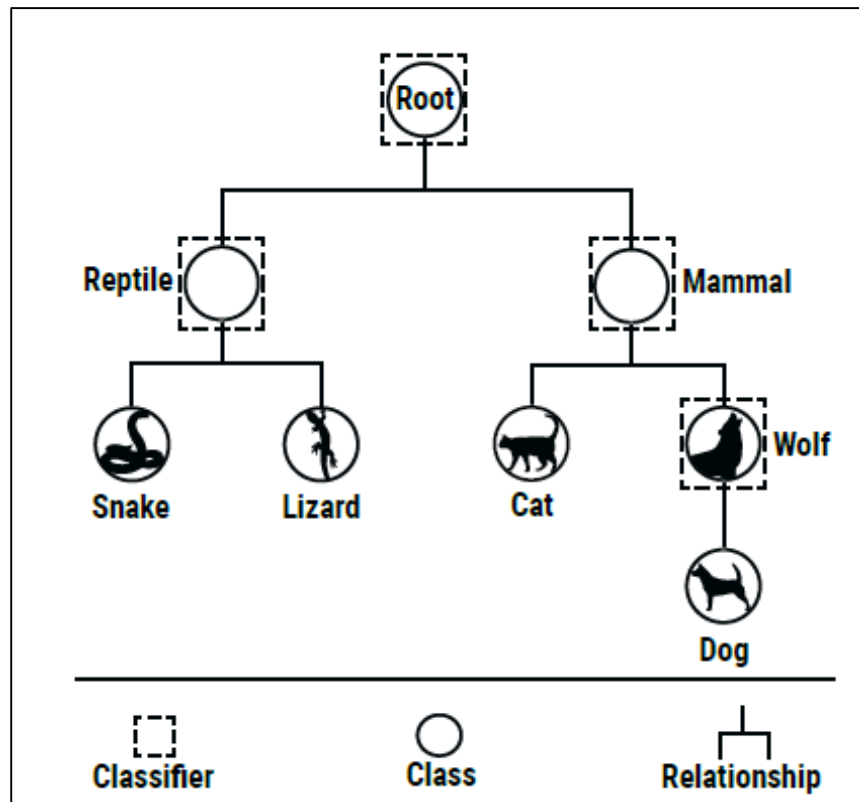 Root
Reptile
Mammal
Wolf
Snake
Lizard
Cat
Dog
Classifier
Class
Relationship